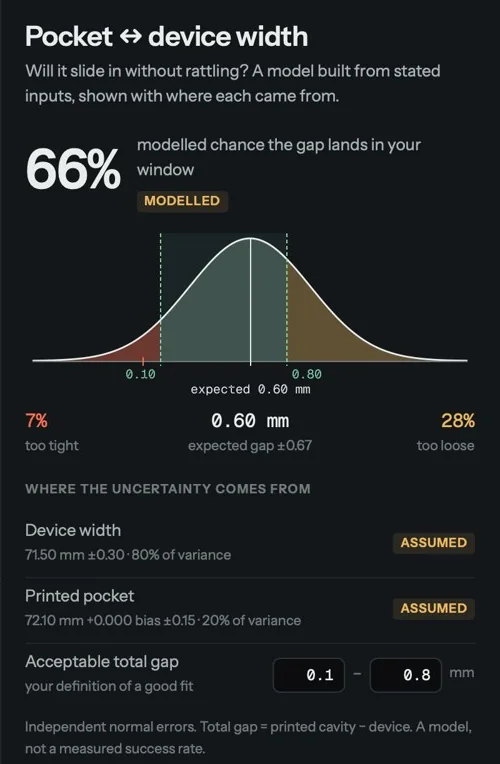 Pocket ↔ device width
Will it slide in without rattling? A model built from stated
inputs, shown with where each came from.
66%
modelled chance the gap lands in your
window
MODELLED
0.10
0.80
expected 0.60 mm
7%
0.60 mm
28%
too tight
expected gap ±0.67
too loose
WHERE THE UNCERTAINTY COMES FROM
Device width
71.50 mm ±0.30 · 80% of variance
ASSUMED
Printed pocket
72.10 mm +0.000 bias ±0.15 · 20% of variance
ASSUMED
Acceptable total gap
your definition of a good fit
0.1 – 0.8 mm
Independent normal errors. Total gap = printed cavity − device. A model,
not a measured success rate.